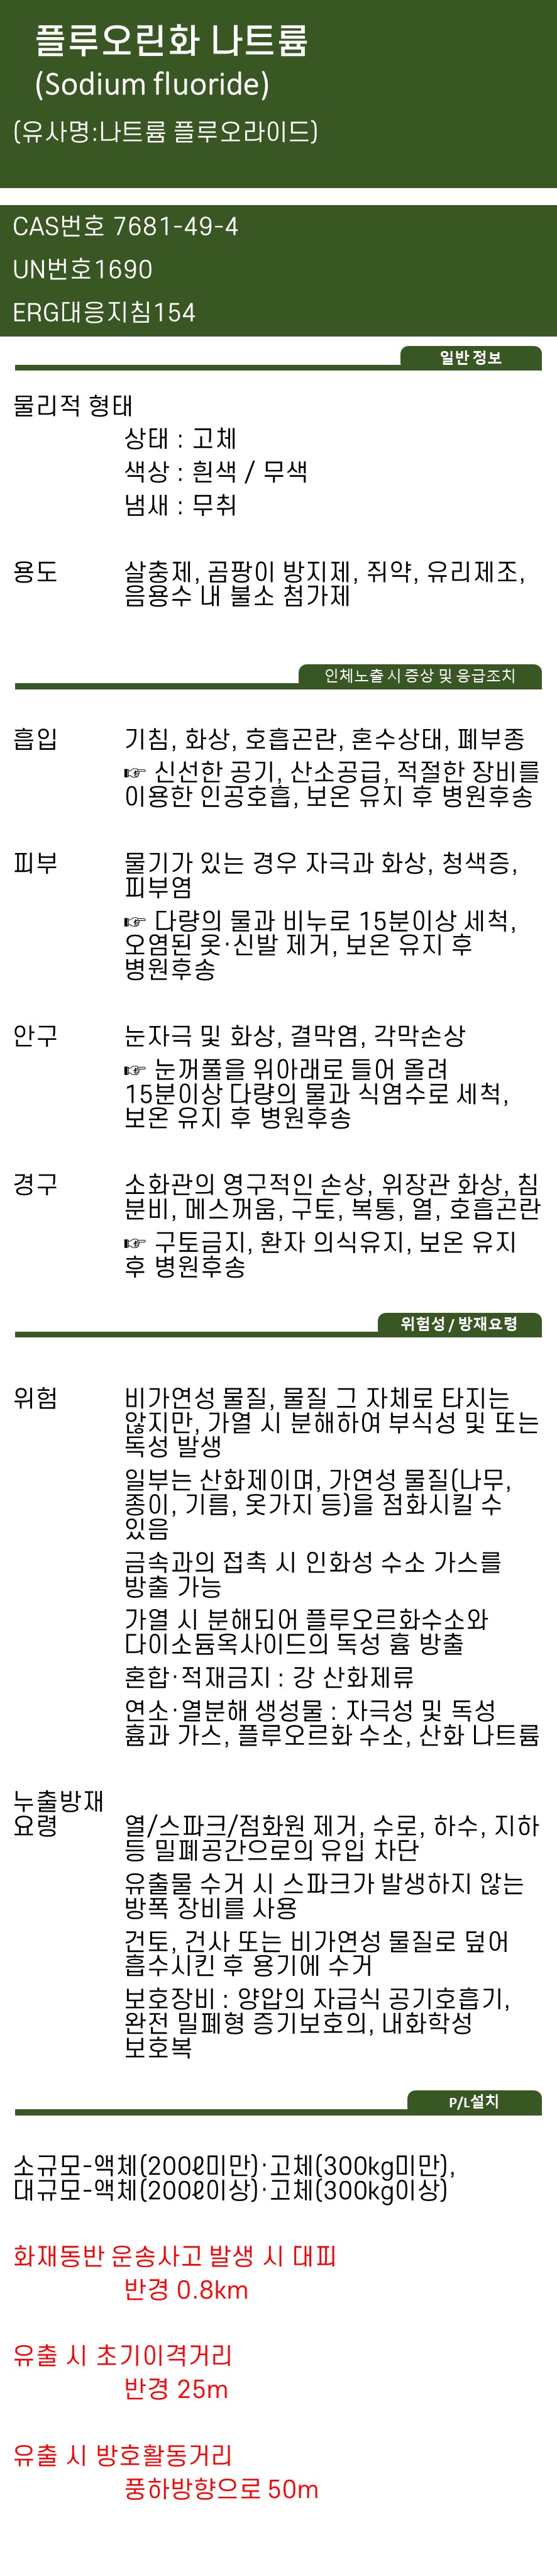 플루오린화 나트륨
(Sodium fluoride)
(유사명:나트륨 플루오라이드)
CAS번호 7681-49-4
UN번호1690
ERG대응지침154
일반 정보
물리적 형태
상태 : 고체
색상 : 흰색 / 무색
냄새 : 무취
용도 살충제, 곰팡이 방지제, 쥐약, 유리제조,
음용수 내 불소 첨가제
인체노출 시 증상 및 응급조치
흡입 기침, 화상, 호흡곤란, 혼수상태, 폐부종
☞ 신선한 공기, 산소공급, 적절한 장비를
이용한 인공호흡, 보온 유지 후 병원후송
피부 물기가 있는 경우 자극과 화상, 청색증,
피부염
☞ 다량의 물과 비누로 15분이상 세척,
오염된 옷·신발 제거, 보온 유지 후
병원후송
안구 눈자극 및 화상, 결막염, 각막손상
☞ 눈꺼풀을 위아래로 들어 올려
15분이상 다량의 물과 식염수로 세척,
보온 유지 후 병원후송
경구 소화관의 영구적인 손상, 위장관 화상, 침
분비, 메스꺼움, 구토, 복통, 열, 호흡곤란
☞ 구토금지, 환자 의식유지, 보온 유지
후 병원후송
위험성 / 방재요령
위험 비가연성 물질, 물질 그 자체로 타지는
않지만, 가열 시 분해하여 부식성 및 또는
독성 발생
일부는 산화제이며, 가연성 물질(나무,
종이, 기름, 옷가지 등)을 점화시킬 수
있음
금속과의 접촉 시 인화성 수소 가스를
방출 가능
가열 시 분해되어 플루오르화수소와
다이소듐옥사이드의 독성 흄 방출
혼합·적재금지 : 강 산화제류
연소·열분해 생성물 : 자극성 및 독성
흄과 가스, 플루오르화 수소, 산화 나트륨
누출방재
요령 열/스파크/점화원 제거, 수로, 하수, 지하
등 밀폐공간으로의 유입 차단
유출물 수거 시 스파크가 발생하지 않는
방폭 장비를 사용
건토, 건사 또는 비가연성 물질로 덮어
흡수시킨 후 용기에 수거
보호장비 : 양압의 자급식 공기호흡기,
완전 밀폐형 증기보호의, 내화학성
보호복
P/L설치
소규모-액체(200ℓ미만)·고체(300kg미만),
대규모-액체(200ℓ이상)·고체(300kg이상)
화재동반 운송사고 발생 시 대피
반경 0.8km
유출 시 초기이격거리
반경 25m
유출 시 방호활동거리
풍하방향으로 50m